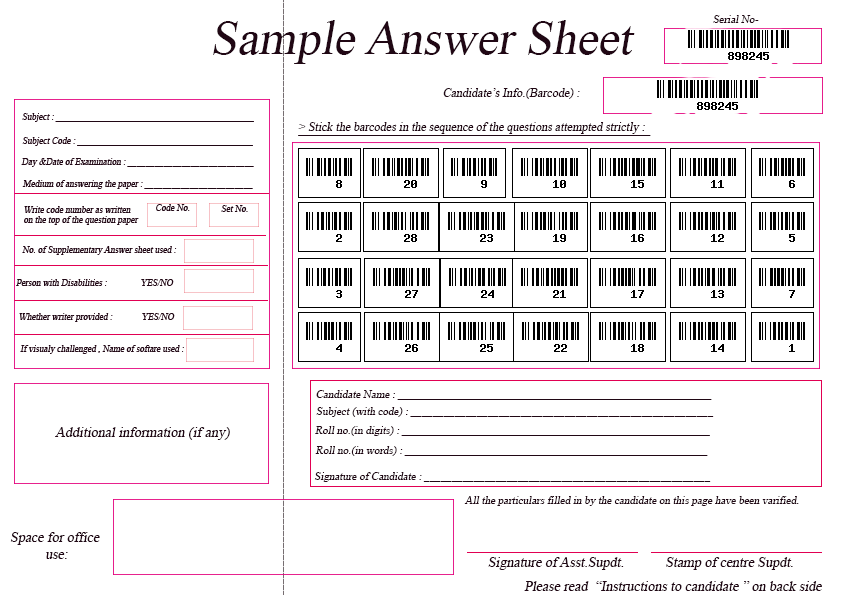 Sample Answer Sheet
Serial No-
898245
Candidate's Info.(Barcode) :
898245
> Stick the barcodes in the sequence of the questions attempted strictly :
Subject :
Subject Code :
Day &Date of Examination :
Medium of answering the paper :
Write code number as written
on the top of the question paper
Code No.
Set No.
No. of Supplementary Answer sheet used :
Person with Disabilities : YES/NO
Whether writer provided : YES/NO
If visualy challenged , Name of softare used :
8 20 9 10 15 11 6
2 28 23 19 16 12 5
3 27 24 21 17 13 7
4 26 25 22 18 14 1
Additional information (if any)
Candidate Name :
Subject (with code) :
Roll no.(in digits) :
Roll no.(in words) :
Signature of Candidate :
All the particulars filled in by the candidate on this page have been varified.
Space for office
use:
Signature of Asst.Supdt.
Stamp of centre Supdt.
Please read “Instructions to candidate ” on back side